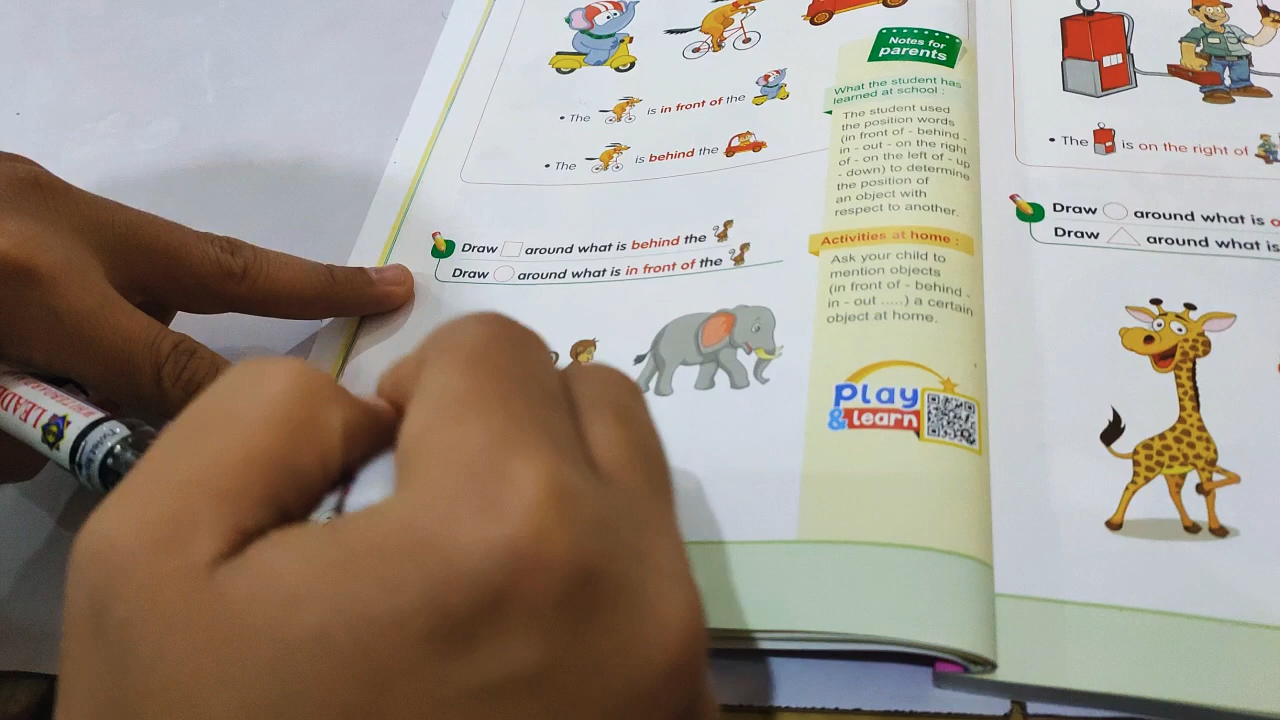 • The is in front of the
• The is behind the
Draw around what is behind the
Draw around what is in front of the
Notes for
parents
What the student has
learned at school :
The student used
the position words
(in front of - behind -
in - out - on the right
of - on the left of - up
- down) to determine
the position of
an object with
respect to another.
Activities at home :
Ask your child to
mention objects
(in front of - behind -
in - out .....) a certain
object at home.
Play
& learn
• The is on the right of
Draw around what is
Draw around what is